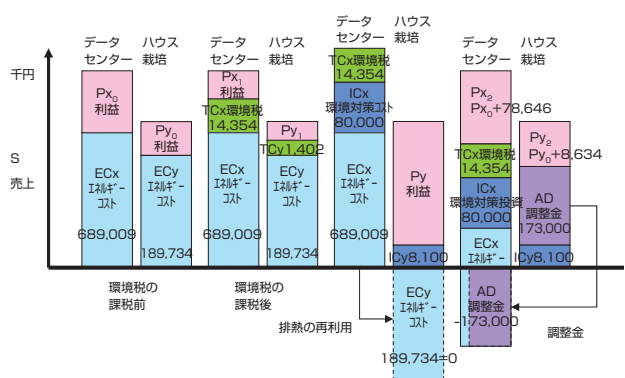 データ
センター
ハウス
栽培
データ
センター
ハウス
栽培
データ
センター
ハウス
栽培
データ
センター
ハウス
栽培
千円
S
売上
Px₀
利益
ECx
エネルギー
コスト
689,009
Py₀
利益
ECy
エネルギー
コスト
189,734
環境税の
課税前
Px₁
利益
TCx環境税
14,354
ECx
エネルギー
コスト
689,009
Py₁
TCy1,402
ECy
エネルギー
コスト
189,734
環境税の
課税後
TCx環境税
14,354
ICx
環境対策コスト
80,000
ECx
エネルギー
コスト
689,009
Py
利益
ICy8,100
ECy
エネルギー
コスト
189,734=0
排熱の再利用
Px₂
Px₀+78,646
TCx環境税
14,354
ICx
環境対策投資
80,000
ECx
エネルギー
AD
調整金
-173,000
Py₂
Py₀+8,634
AD
調整金
173,000
ICy8,100
調整金